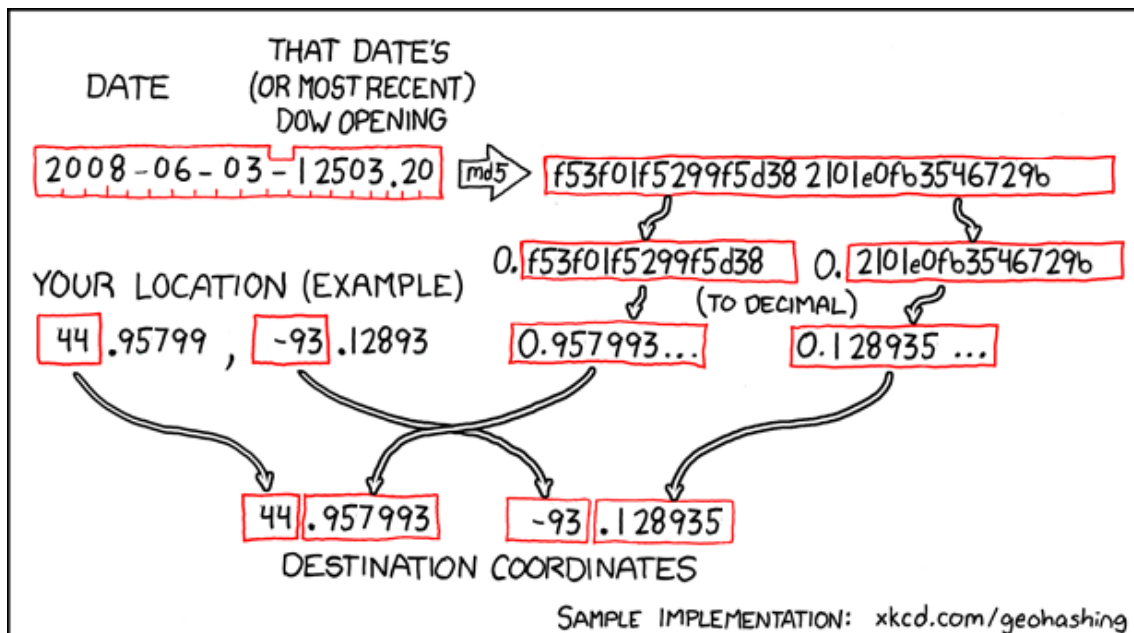 DATE
THAT DATE'S
(OR MOST RECENT)
DOW OPENING
2008-06-03-12503.20
md5
f53f01f5299f5d38 2101e0fb3546729b
0. f53f01f5299f5d38
0. 2101e0fb3546729b
YOUR LOCATION (EXAMPLE)
(TO DECIMAL)
44.95799, -93.12893
0.957993...
0.128935 ...
44 .957993
-93 .128935
DESTINATION COORDINATES
SAMPLE IMPLEMENTATION: xkcd.com/geohashing